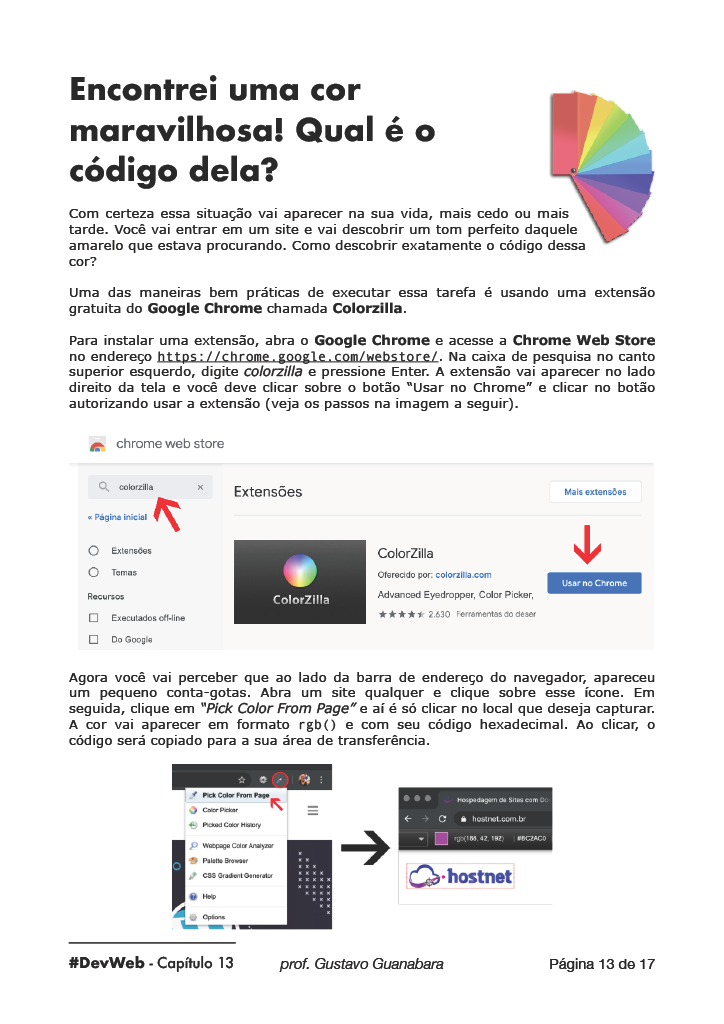 Encontrei uma cor
maravilhosa! Qual é o
código dela?
Com certeza essa situação vai aparecer na sua vida, mais cedo ou mais
tarde. Você vai entrar em um site e vai descobrir um tom perfeito daquele
amarelo que estava procurando. Como descobrir exatamente o código dessa
cor?
Uma das maneiras bem práticas de executar essa tarefa é usando uma extensão
gratuita do Google Chrome chamada Colorzilla.
Para instalar uma extensão, abra o Google Chrome e acesse a Chrome Web Store
no endereço https://chrome.google.com/webstore/. Na caixa de pesquisa no canto
superior esquerdo, digite colorzilla e pressione Enter. A extensão vai aparecer no lado
direito da tela e você deve clicar sobre o botão “Usar no Chrome” e clicar no botão
autorizando usar a extensão (veja os passos na imagem a seguir).
chrome web store
colorzilla ×
Extensões
Mais extensões
« Página inicial
Extensões
Temas
Recursos
Executados off-line
Do Google
ColorZilla
ColorZilla
Oferecido por: colorzilla.com
Advanced Eyedropper, Color Picker,
2.630 Ferramentas do deser
Usar no Chrome
Agora você vai perceber que ao lado da barra de endereço do navegador, apareceu
um pequeno conta-gotas. Abra um site qualquer e clique sobre esse ícone. Em
seguida, clique em “Pick Color From Page” e aí é só clicar no local que deseja capturar.
A cor vai aparecer em formato rgb() e com seu código hexadecimal. Ao clicar, o
código será copiado para a sua área de transferência.
Pick Color From Page
Color Picker
Picked Color History
Webpage Color Analyzer
Palette Browser
CSS Gradient Generator
Help
Options
Hospedagem de Sites com Do
hostnet.com.br
rgb(188, 42, 192) | #BC2AC0
hostnet
#DevWeb - Capítulo 13 prof. Gustavo Guanabara Página 13 de 17